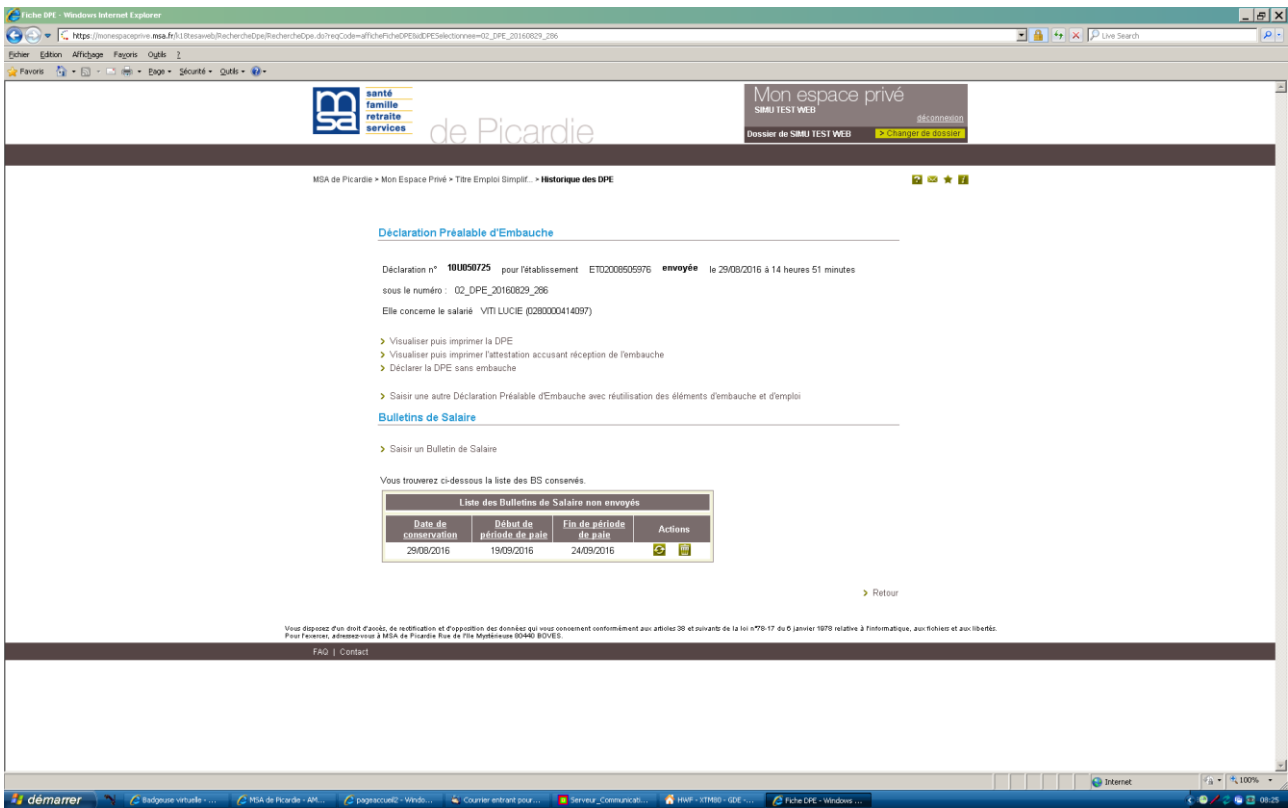 Fiche DPE - Windows Internet Explorer
https://monespaceprive.msa.fr/k18tesaweb/RechercheDpe/RechercheDpe.do?reqCode=afficheFicheDPE&idDPESelectionnee=02_DPE_20160829_286
Live Search
Fichier Edition Affichage Favoris Outils ?
Favoris Page Sécurité Outils
msa santé famille retraite services de Picardie
Mon espace privé
SIMU TEST WEB
déconnexion
Dossier de SIMU TEST WEB > Changer de dossier
MSA de Picardie > Mon Espace Privé > Titre Emploi Simplif... > Historique des DPE
Déclaration Préalable d'Embauche
Déclaration n° 10U050725 pour l'établissement ET02008505976 envoyée le 29/08/2016 à 14 heures 51 minutes
sous le numéro : 02_DPE_20160829_286
Elle concerne le salarié VITI LUCIE (0280000414097)
> Visualiser puis imprimer la DPE
> Visualiser puis imprimer l'attestation accusant réception de l'embauche
> Déclarer la DPE sans embauche
> Saisir une autre Déclaration Préalable d'Embauche avec réutilisation des éléments d'embauche et d'emploi
Bulletins de Salaire
> Saisir un Bulletin de Salaire
Vous trouverez ci-dessous la liste des BS conservés.
Liste des Bulletins de Salaire non envoyés
Date de conservation Début de période de paie Fin de période de paie Actions
29/08/2016 19/09/2016 24/09/2016
> Retour
Vous disposez d'un droit d'accès, de rectification et d'opposition des données qui vous concernent conformément aux articles 38 et suivants de la loi n°78-17 du 6 janvier 1978 relative à l'informatique, aux fichiers et aux libertés.
Pour l'exercer, adressez-vous à MSA de Picardie Rue de l'Ile Mystérieuse 80440 BOVES.
FAQ | Contact
Internet 100%
démarrer Badgeuse virtuelle - ... MSA de Picardie - AM... pageaccueil2 - Windo... Courrier entrant pour... Serveur_Communicati... HWF - XTM80 - GDE -... Fiche DPE - Windows ... 08:25